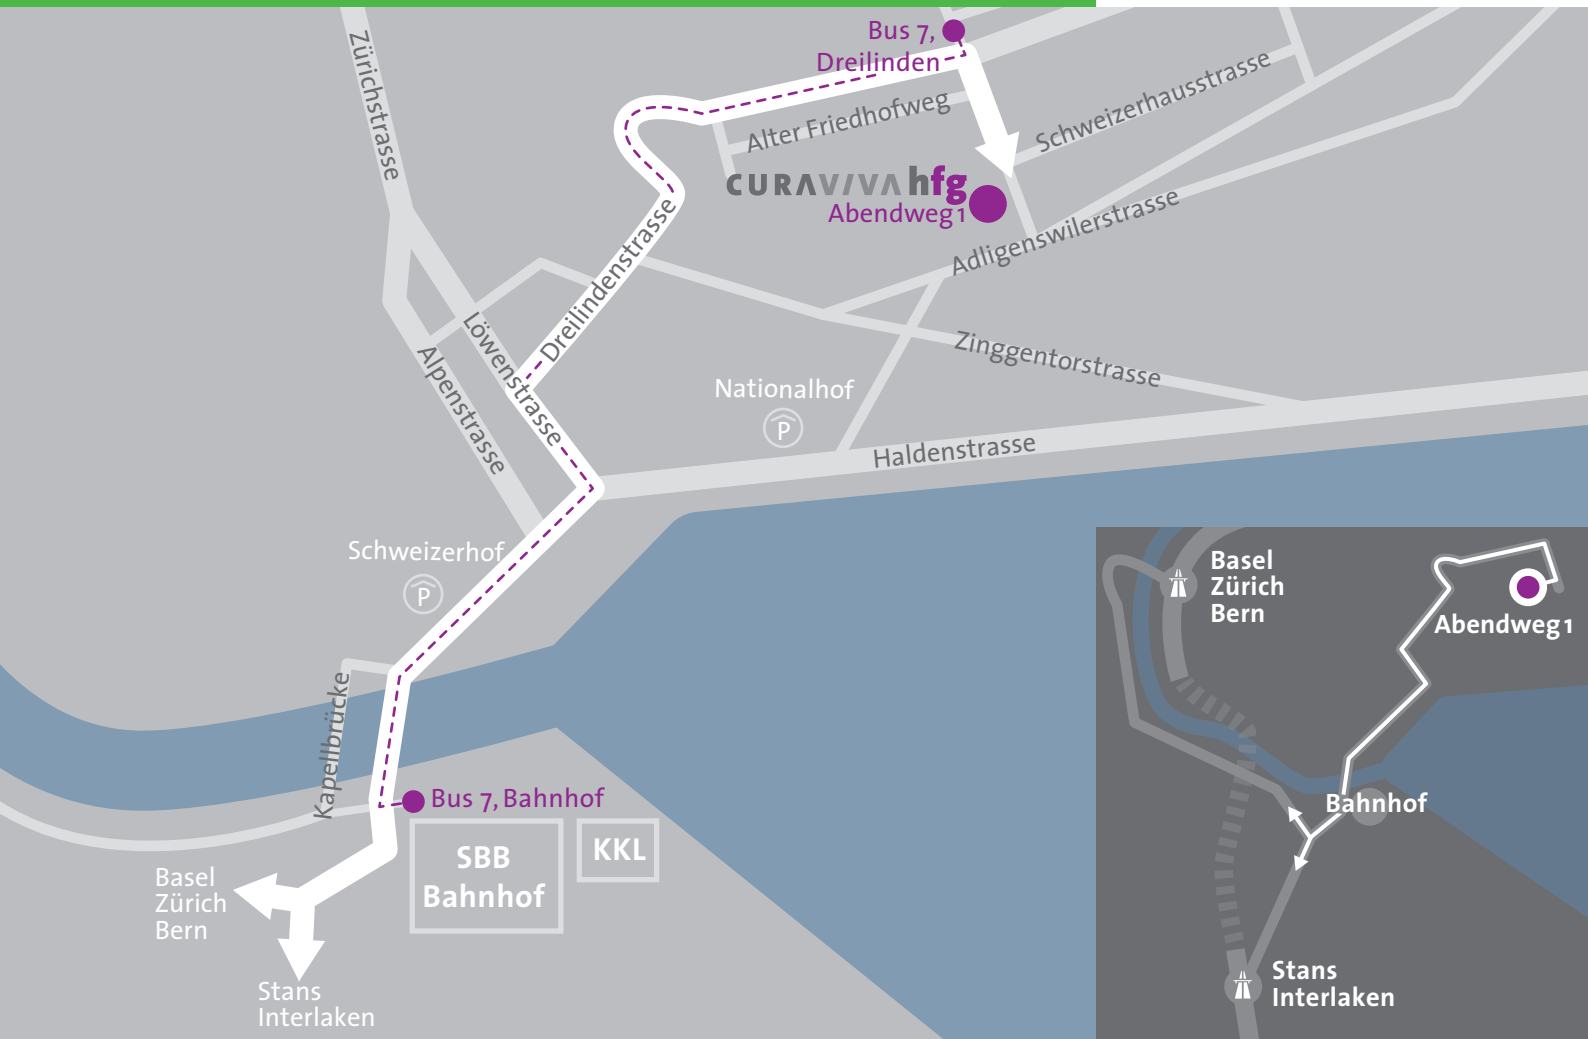 Bus 7,
Dreilinden
Zürichstrasse
Alter Friedhofweg
Schweizerhausstrasse
CURAVIVA hfg
Abendweg 1
Adligenswilerstrasse
Dreilindenstrasse
Löwenstrasse
Alpenstrasse
Zinggentorstrasse
Nationalhof
P
Haldenstrasse
Schweizerhof
P
Kapellbrücke
Bus 7, Bahnhof
SBB
Bahnhof
KKL
Basel
Zürich
Bern
Stans
Interlaken
Basel
Zürich
Bern
Abendweg 1
Bahnhof
Stans
Interlaken